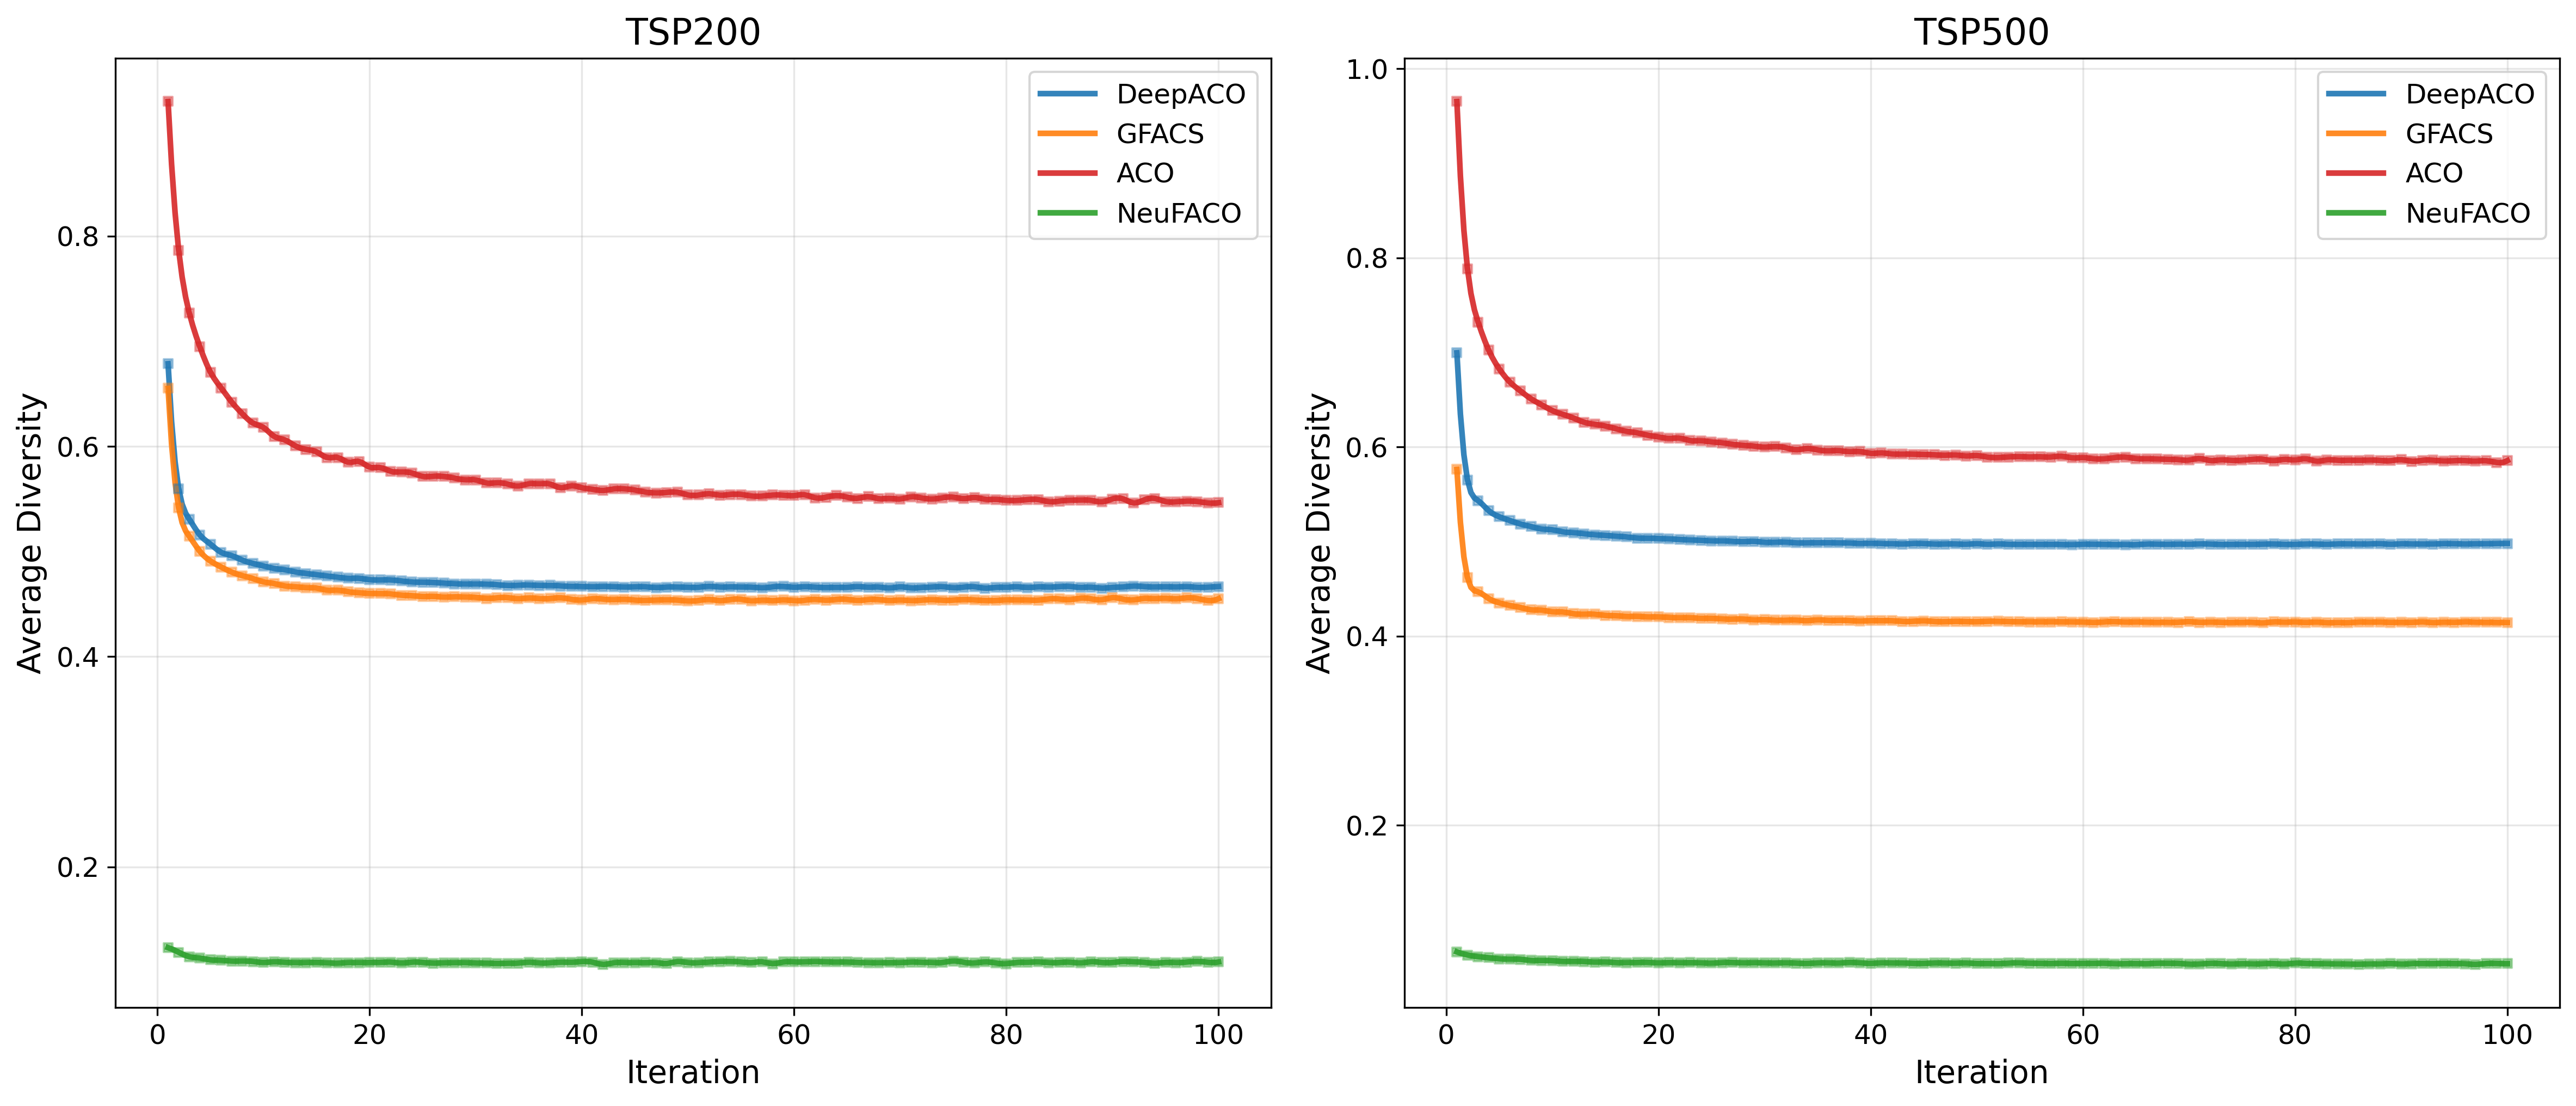 TSP200
Average Diversity
0.8
0.6
0.4
0.2
0
20
40
60
80
100
Iteration
DeepACO
GFACS
ACO
NeuFACO
TSP500
Average Diversity
1.0
0.8
0.6
0.4
0.2
0
20
40
60
80
100
Iteration
DeepACO
GFACS
ACO
NeuFACO